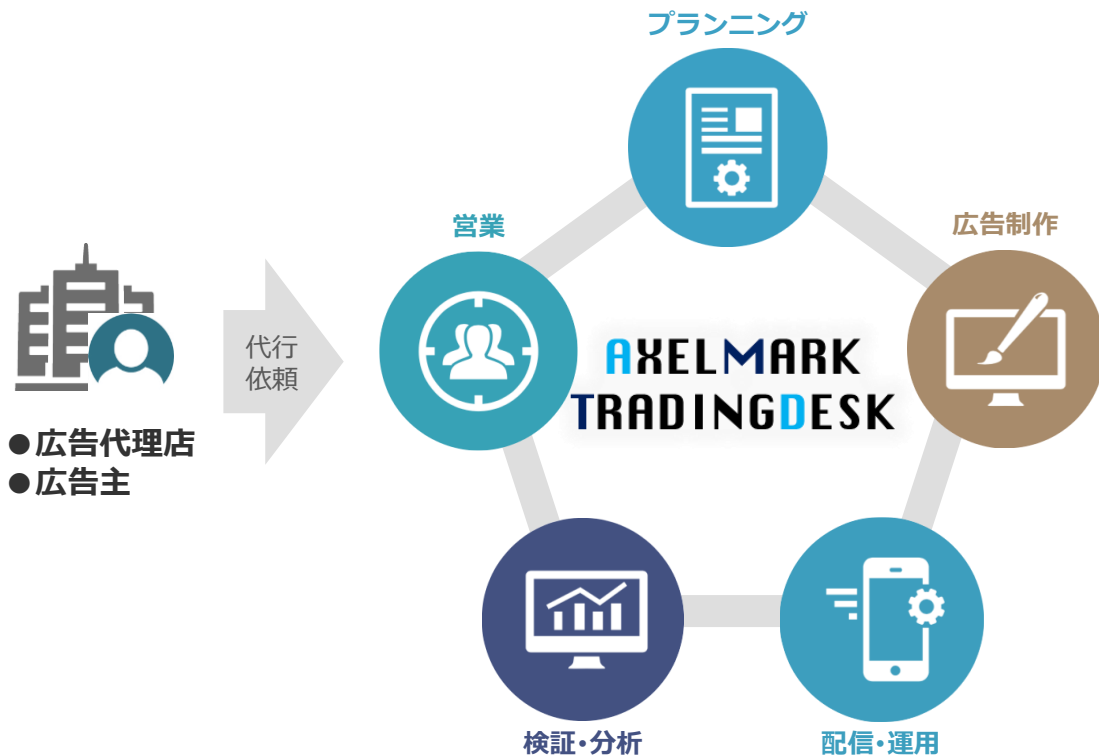 プランニング
営業
広告制作
代行
依頼
AXELMARK
TRADINGDESK
●広告代理店
●広告主
検証・分析
配信・運用